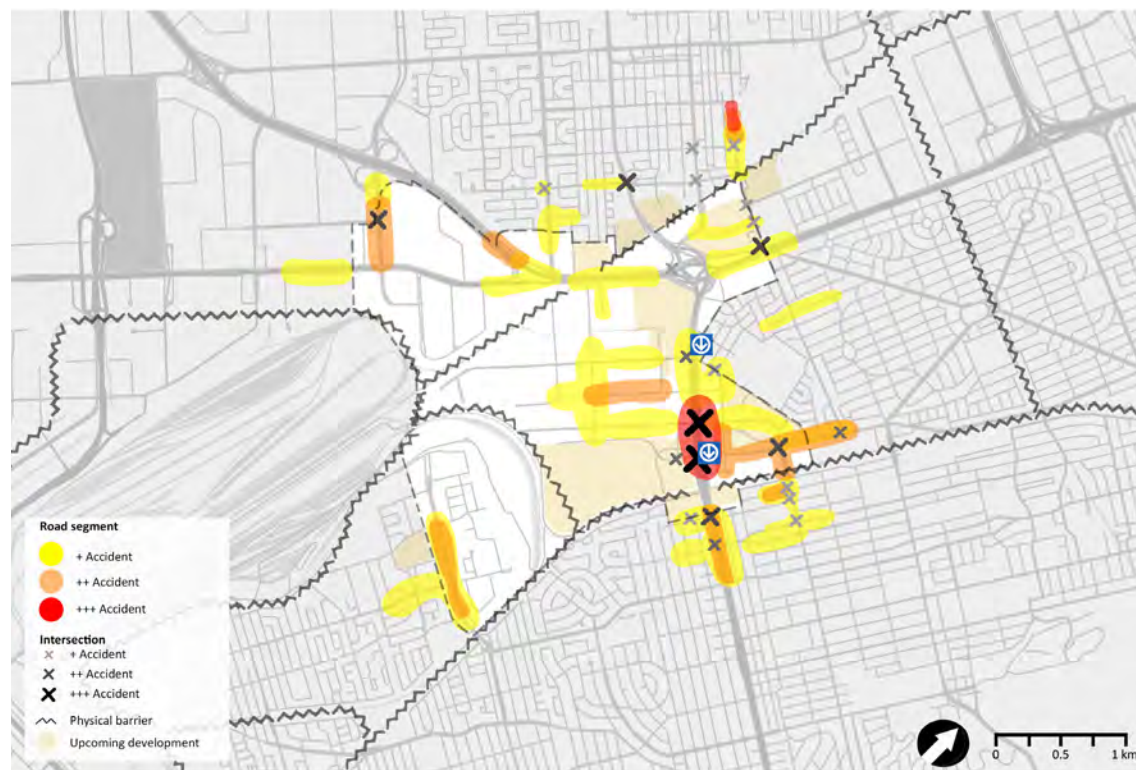 Road segment
+ Accident
++ Accident
+++ Accident
Intersection
+ Accident
++ Accident
+++ Accident
Physical barrier
Upcoming development
0 0.5 1 km